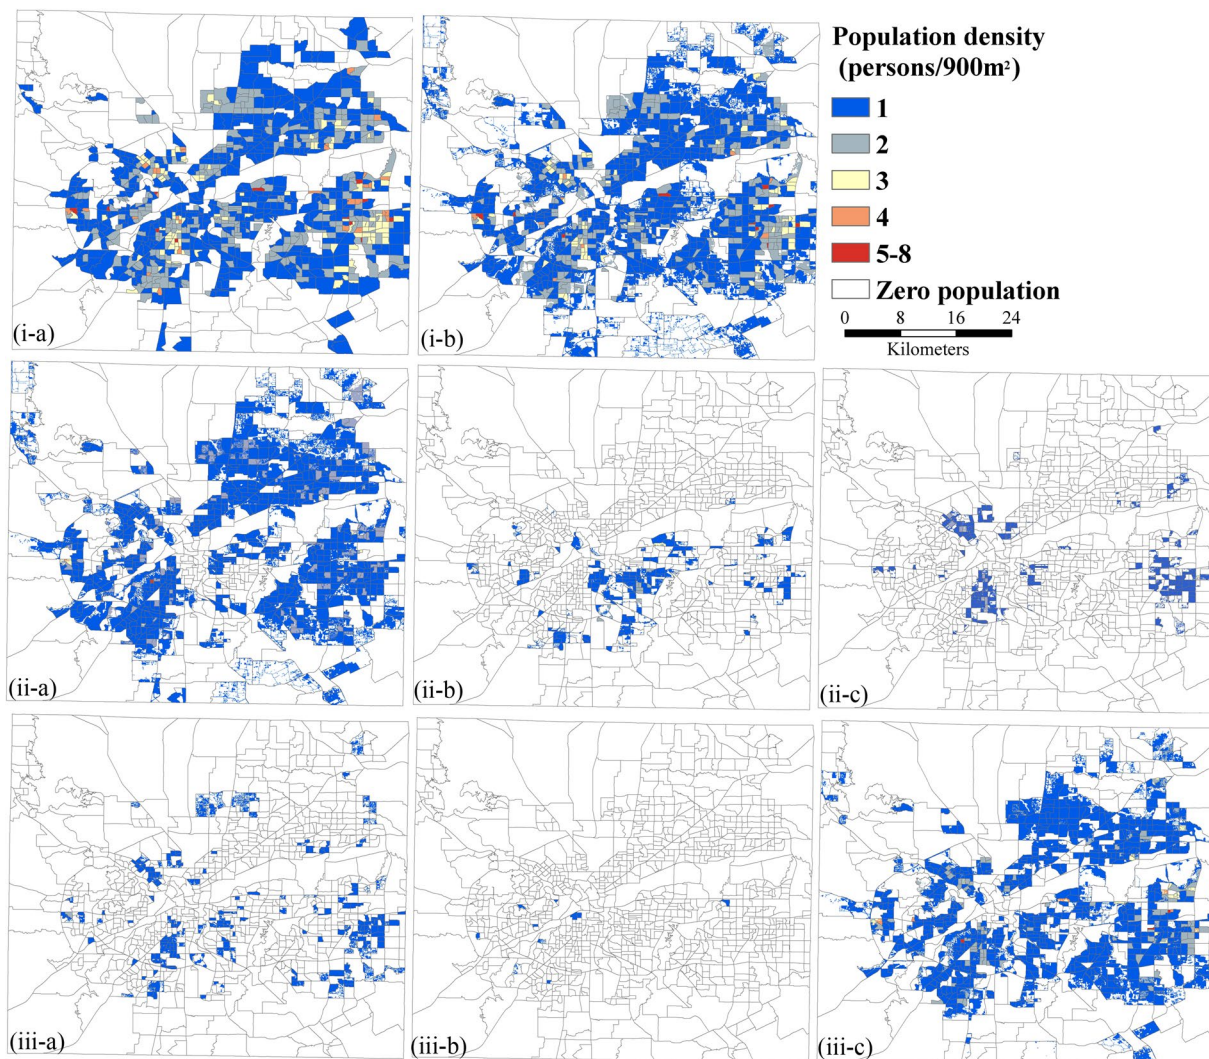 Population density
(persons/900m²)
1
2
3
4
5-8
Zero population
0 8 16 24
Kilometers
(i-a)
(i-b)
(ii-a)
(ii-b)
(ii-c)
(iii-a)
(iii-b)
(iii-c)